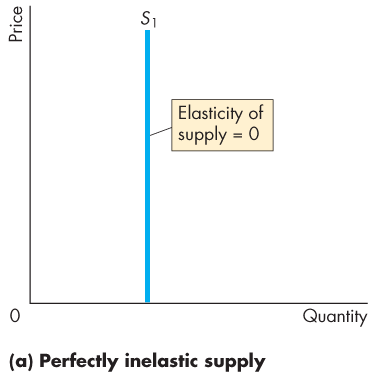 Price
S1
Elasticity of
supply = 0
0
Quantity
(a) Perfectly inelastic supply